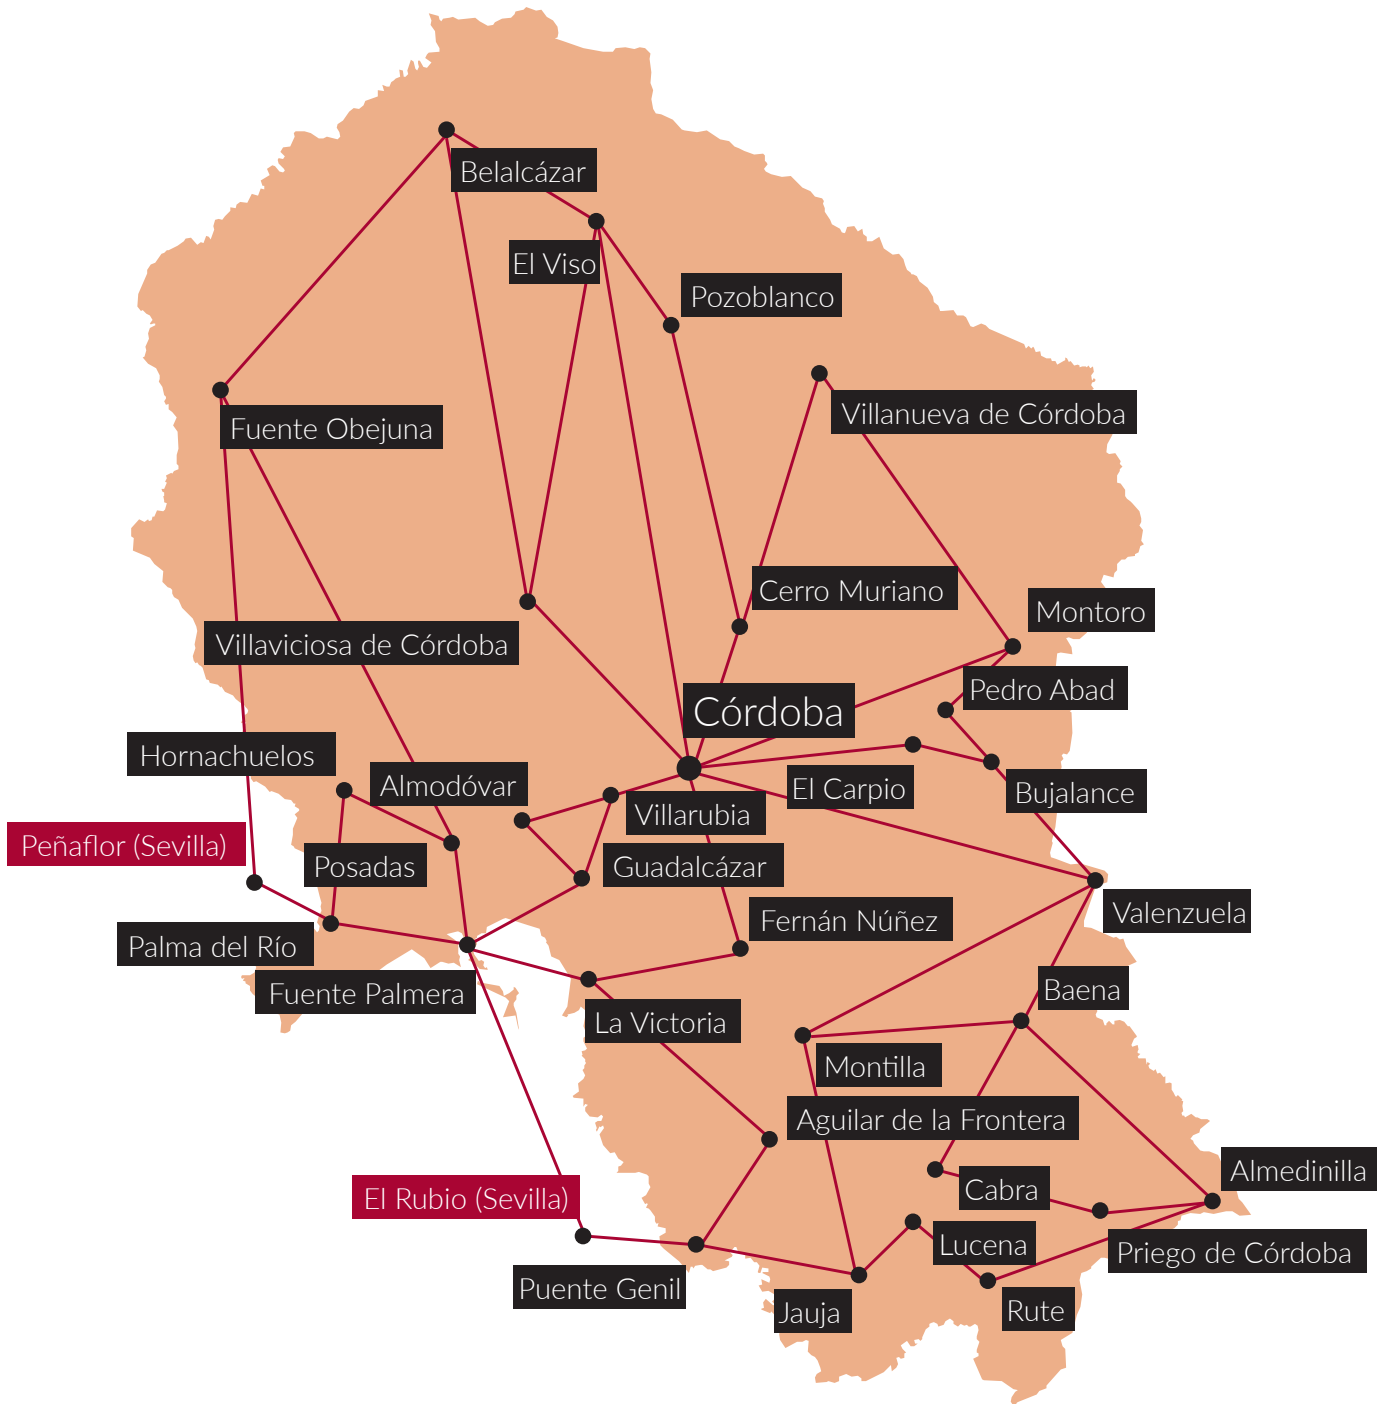 Belalcázar
El Viso
Pozoblanco
Villanueva de Córdoba
Fuente Obejuna
Cerro Muriano
Montoro
Villaviciosa de Córdoba
Pedro Abad
Córdoba
Hornachuelos
Almodóvar
El Carpio
Bujalance
Villarubia
Peñaflor (Sevilla)
Posadas
Guadalcázar
Valenzuela
Fernán Núñez
Palma del Río
Fuente Palmera
Baena
La Victoria
Montilla
Aguilar de la Frontera
Almedinilla
Cabra
El Rubio (Sevilla)
Lucena
Priego de Córdoba
Puente Genil
Jauja
Rute